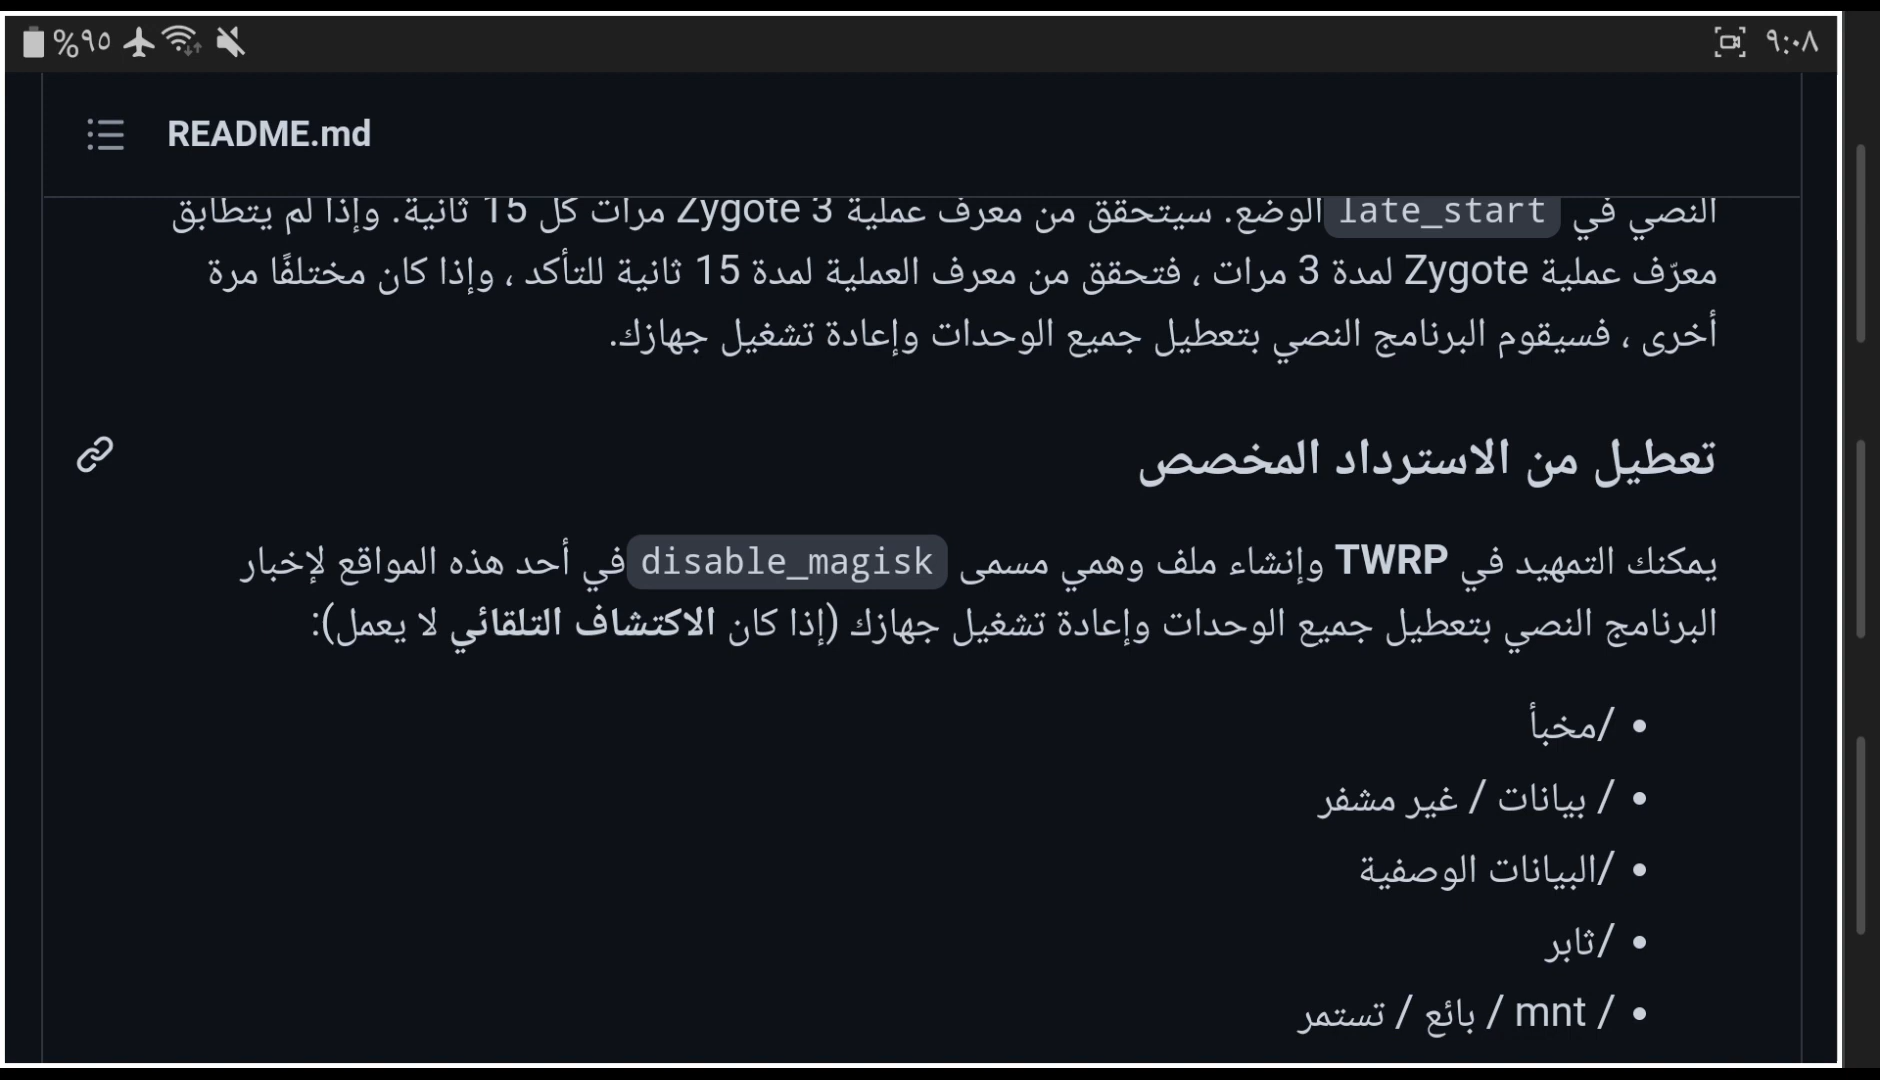 %٩٥
٩:٠٨
README.md
النصي في late_start الوضع. سيتحقق من معرف عملية Zygote 3 مرات كل 15 ثانية. وإذا لم يتطابق
معرّف عملية Zygote لمدة 3 مرات ، فتحقق من معرف العملية لمدة 15 ثانية للتأكد ، وإذا كان مختلفًا مرة
أخرى ، فسيقوم البرنامج النصي بتعطيل جميع الوحدات وإعادة تشغيل جهازك.
تعطيل من الاسترداد المخصص
يمكنك التمهيد في TWRP وإنشاء ملف وهمي مسمى disable_magisk في أحد هذه المواقع لإخبار
البرنامج النصي بتعطيل جميع الوحدات وإعادة تشغيل جهازك (إذا كان الاكتشاف التلقائي لا يعمل):
• /مخبأ
• / بيانات / غير مشفر
• /البيانات الوصفية
• /ثابر
• / mnt / بائع / تستمر